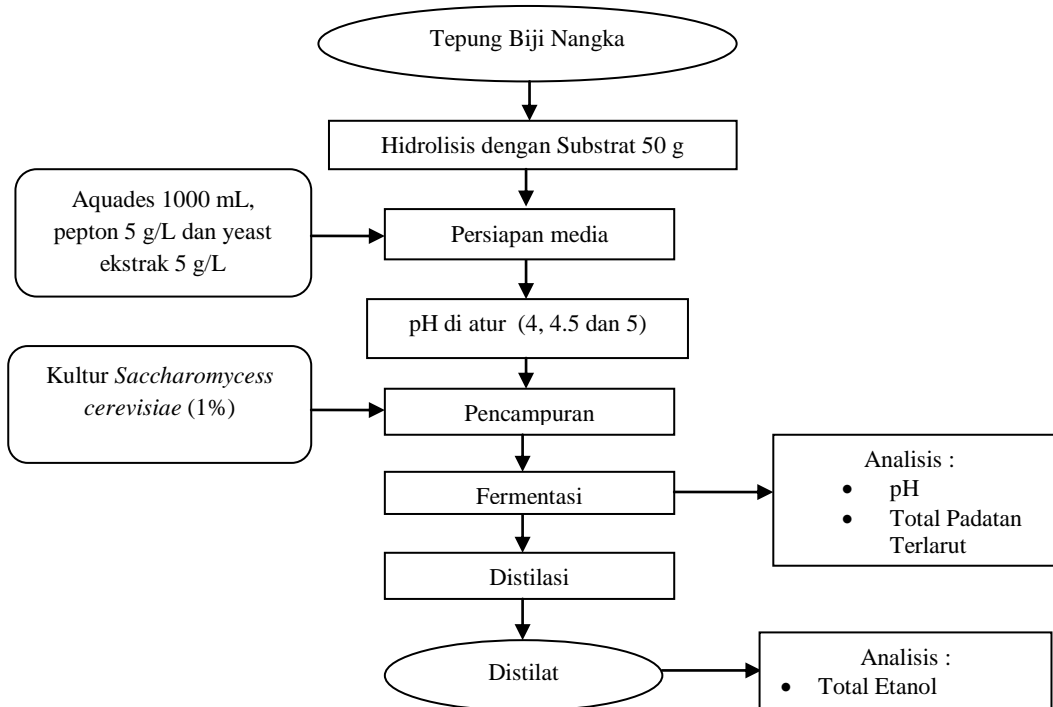 Tepung Biji Nangka
Hidrolisis dengan Substrat 50 g
Aquades 1000 mL,
pepton 5 g/L dan yeast
ekstrak 5 g/L
Persiapan media
pH di atur (4, 4.5 dan 5)
Kultur Saccharomycess
cerevisiae (1%)
Pencampuran
Fermentasi
Analisis :
• pH
• Total Padatan
Terlarut
Distilasi
Distilat
Analisis :
• Total Etanol